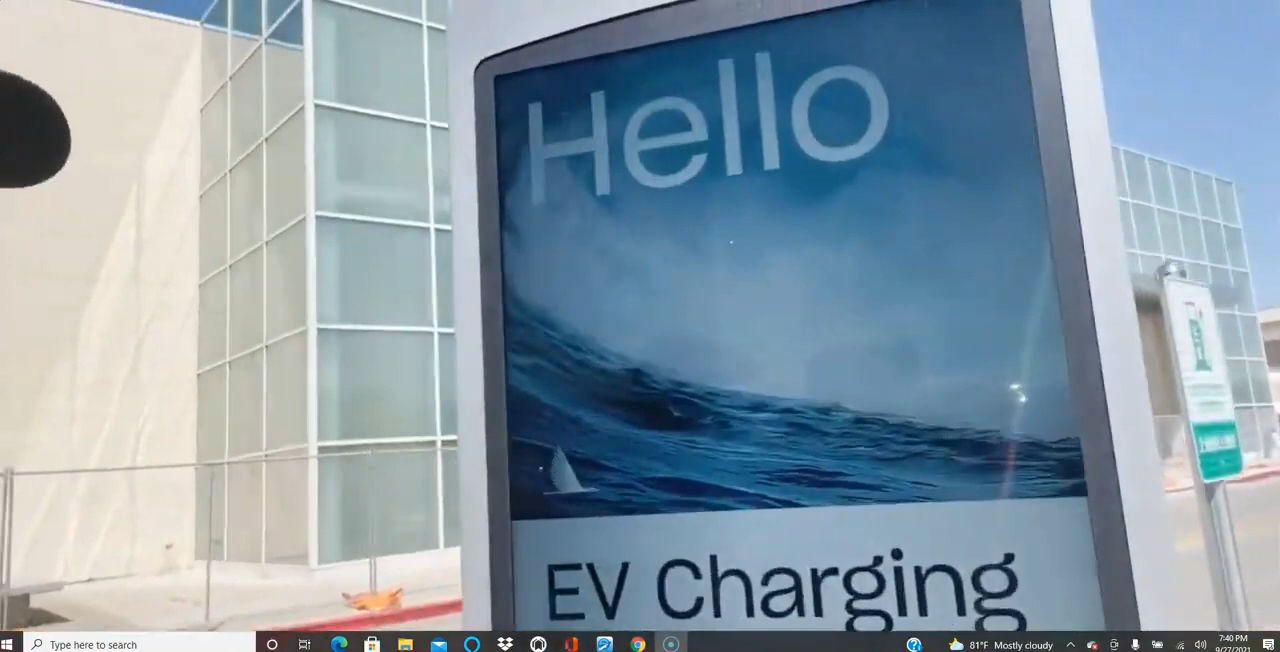 Hello
EV Charging
Type here to search
81°F Mostly cloudy
7:40 PM
9/27/2021